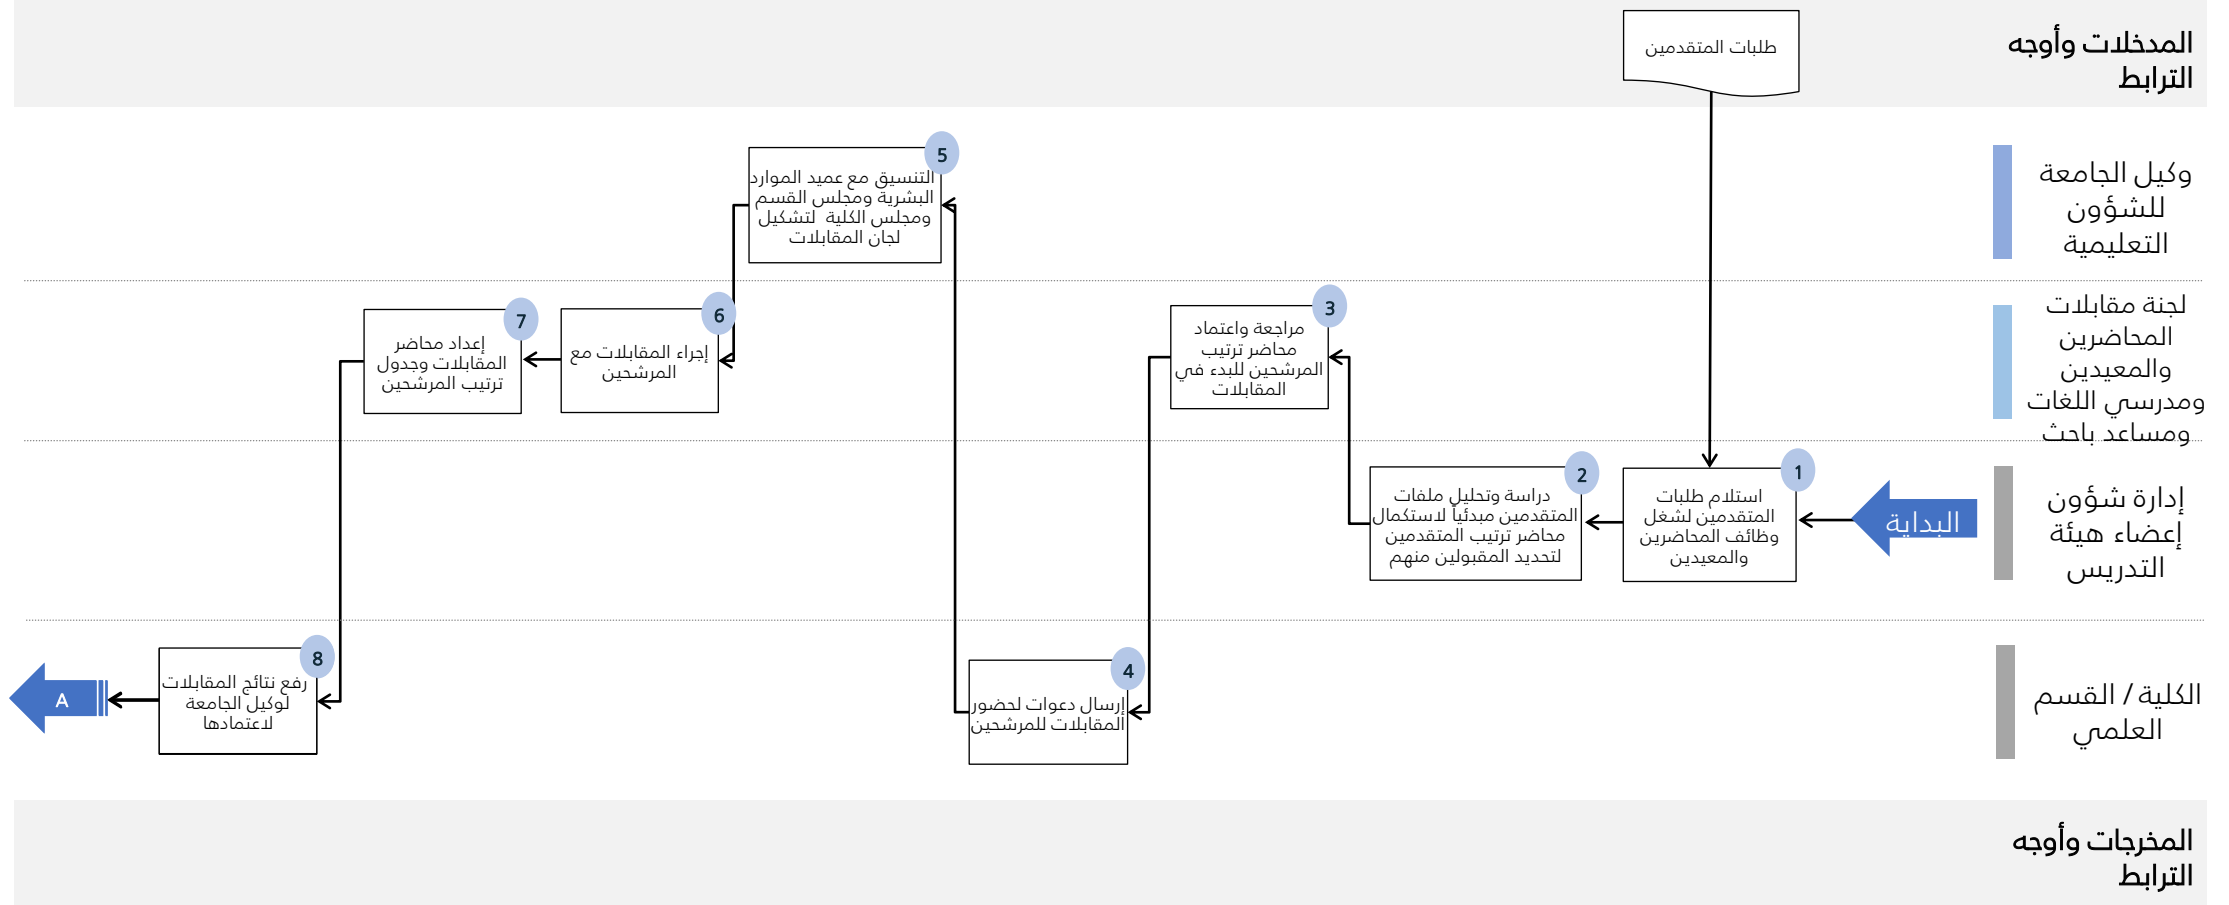 المدخلات وأوجه
الترابط
طلبات المتقدمين
وكيل الجامعة
للشؤون
التعليمية
5
التنسيق مع عميد الموارد
البشرية ومجلس القسم
ومجلس الكلية لتشكيل
لجان المقابلات
لجنة مقابلات
المحاضرين
والمعيدين
ومدرسي اللغات
ومساعد باحث
3
مراجعة واعتماد
محاضر ترتيب
المرشحين للبدء في
المقابلات
6
إجراء المقابلات مع
المرشحين
7
إعداد محاضر
المقابلات وجدول
ترتيب المرشحين
إدارة شؤون
إعضاء هيئة
التدريس
البداية
1
استلام طلبات
المتقدمين لشغل
وظائف المحاضرين
والمعيدين
2
دراسة وتحليل ملفات
المتقدمين مبدئياً لاستكمال
محاضر ترتيب المتقدمين
لتحديد المقبولين منهم
الكلية / القسم
العلمي
4
إرسال دعوات لحضور
المقابلات للمرشحين
8
رفع نتائج المقابلات
لوكيل الجامعة
لاعتمادها
A
المخرجات وأوجه
الترابط